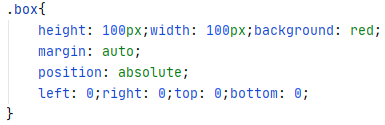 .box{
    height: 100px;width: 100px;background: red;
    margin: auto;
    position: absolute;
    left: 0;right: 0;top: 0;bottom: 0;
}